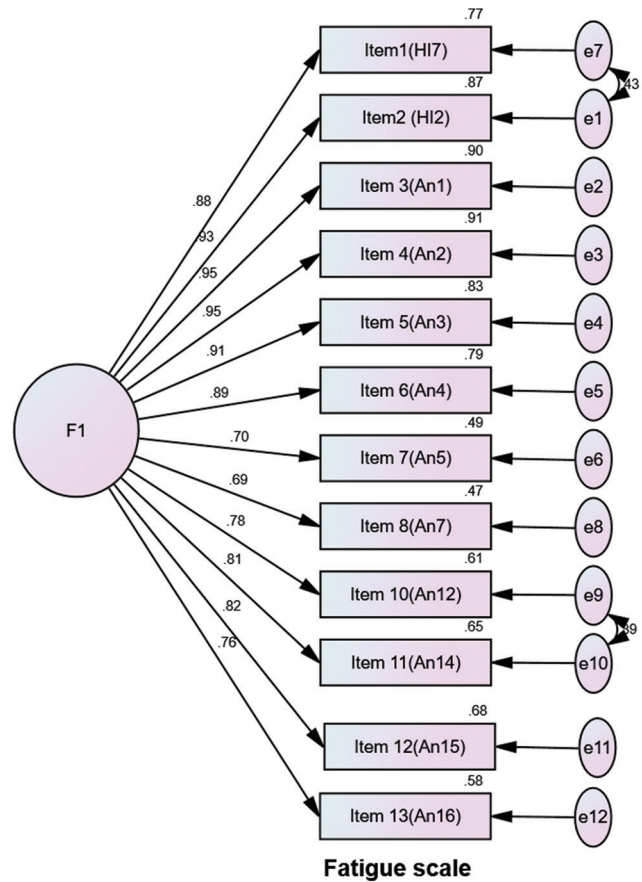 .77
Item1(HI7)
e7
.87
Item2 (HI2)
e1
.90
Item 3(An1)
e2
.91
Item 4(An2)
e3
.83
Item 5(An3)
e4
.79
Item 6(An4)
e5
.49
Item 7(An5)
e6
.47
Item 8(An7)
e8
.61
Item 10(An12)
e9
.65
Item 11(An14)
e10
.68
Item 12(An15)
e11
.58
Item 13(An16)
e12
.88
.93
.95
.95
.91
.89
.70
.69
.78
.81
.82
.76
F1
Fatigue scale